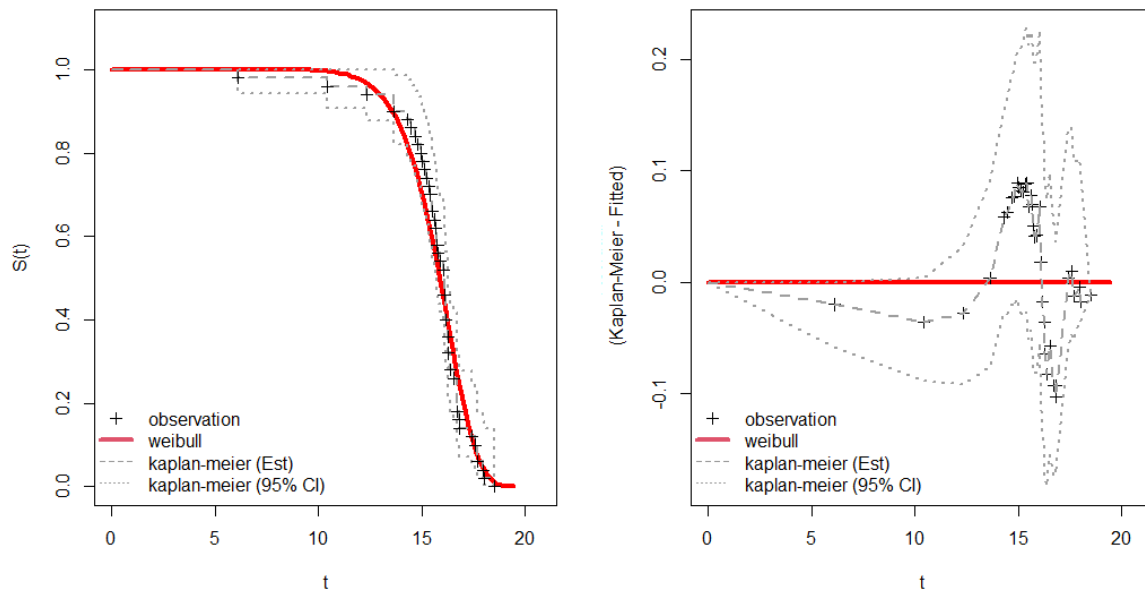 S(t)
1.0
0.8
0.6
0.4
0.2
0.0
observation
weibull
kaplan-meier (Est)
kaplan-meier (95% CI)
0 5 10 15 20
t
(Kaplan-Meier - Fitted)
0.2
0.1
0.0
-0.1
observation
weibull
kaplan-meier (Est)
kaplan-meier (95% CI)
0 5 10 15 20
t